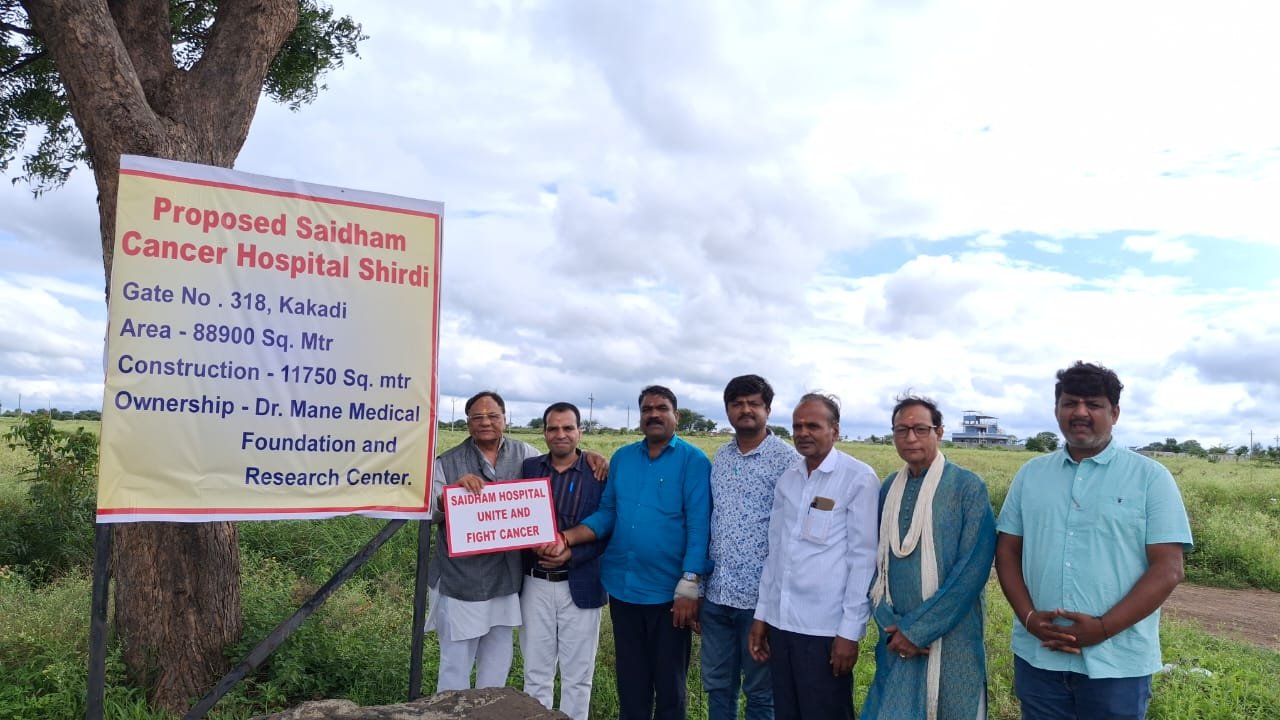 Proposed Saidham
Cancer Hospital Shirdi
Gate No . 318, Kakadi
Area - 88900 Sq. Mtr
Construction - 11750 Sq. mtr
Ownership - Dr. Mane Medical
Foundation and
Research Center.
SAIDHAM HOSPITAL
UNITE AND
FIGHT CANCER